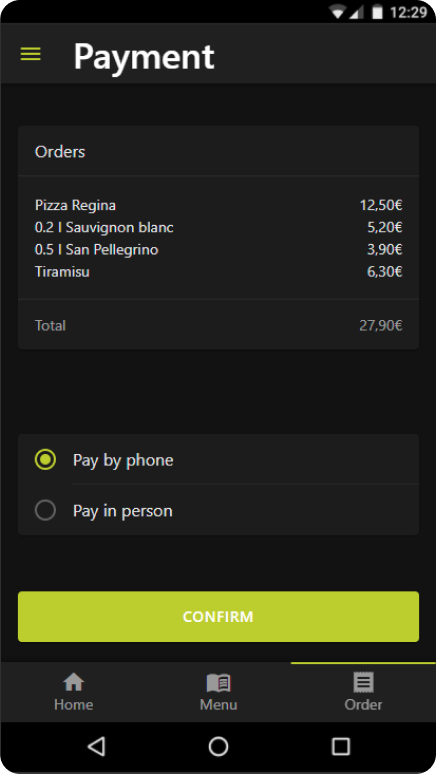 12:29
Payment
Orders
Pizza Regina 12,50€
0.2 l Sauvignon blanc 5,20€
0.5 l San Pellegrino 3,90€
Tiramisu 6,30€
Total 27,90€
Pay by phone
Pay in person
CONFIRM
Home Menu Order